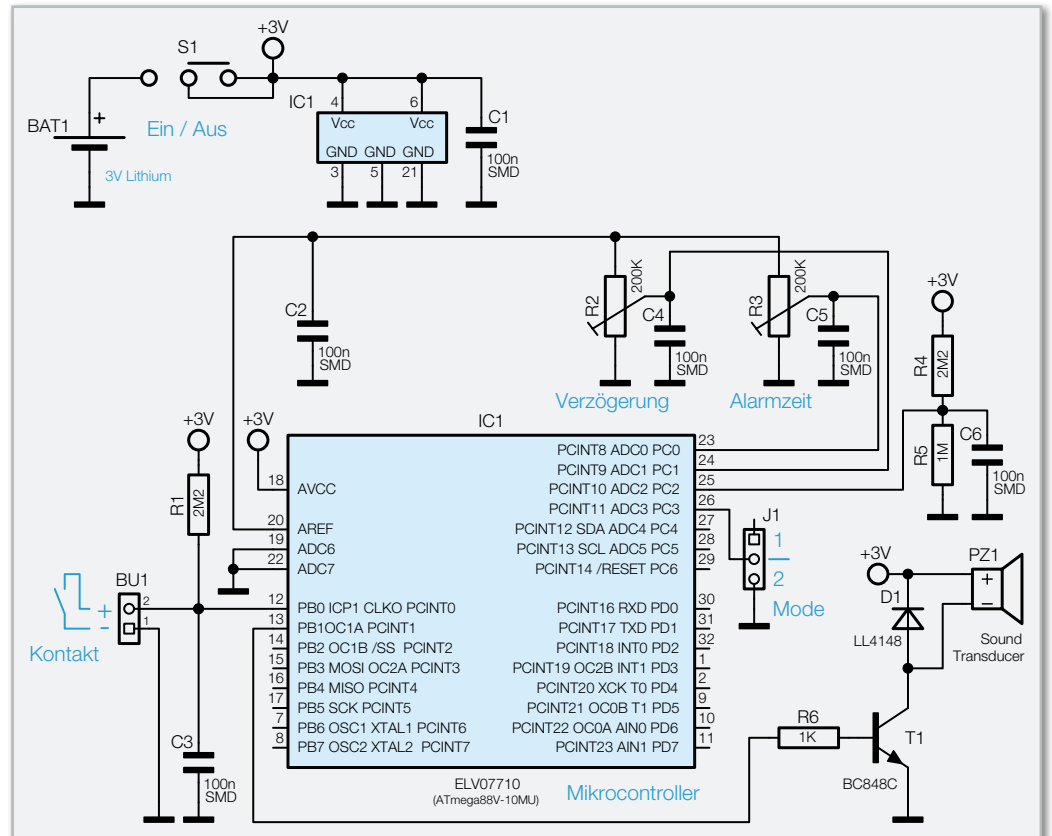 +3V
S1
BAT1
+
Ein / Aus
3V Lithium
IC1
4
6
Vcc
Vcc
GND GND GND
3
5
21
C1
100n
SMD
C2
100n
SMD
R2
200K
C4
100n
SMD
Verzögerung
R3
200K
C5
100n
SMD
Alarmzeit
+3V
R4
2M2
R5
1M
C6
100n
SMD
+3V
+3V
R1
2M2
IC1
18 AVCC
20 AREF
19 ADC6
22 ADC7
12 PB0 ICP1 CLKO PCINT0
13 PB1OC1A PCINT1
14 PB2 OC1B /SS PCINT2
15 PB3 MOSI OC2A PCINT3
16 PB4 MISO PCINT4
17 PB5 SCK PCINT5
7 PB6 OSC1 XTAL1 PCINT6
8 PB7 OSC2 XTAL2 PCINT7
PCINT8 ADC0 PC0 23
PCINT9 ADC1 PC1 24
PCINT10 ADC2 PC2 25
PCINT11 ADC3 PC3 26
PCINT12 SDA ADC4 PC4 27
PCINT13 SCL ADC5 PC5 28
PCINT14 /RESET PC6 29
PCINT16 RXD PD0 30
PCINT17 TXD PD1 31
PCINT18 INT0 PD2 32
PCINT19 OC2B INT1 PD3 1
PCINT20 XCK T0 PD4 2
PCINT21 OC0B T1 PD5 9
PCINT22 OC0A AIN0 PD6 10
PCINT23 AIN1 PD7 11
ELV07710
(ATmega88V-10MU)
Mikrocontroller
BU1
2
1
+
-
Kontakt
C3
100n
SMD
J1
1
2
Mode
+3V
D1
LL4148
PZ1
+
−
Sound
Transducer
R6
1K
T1
BC848C